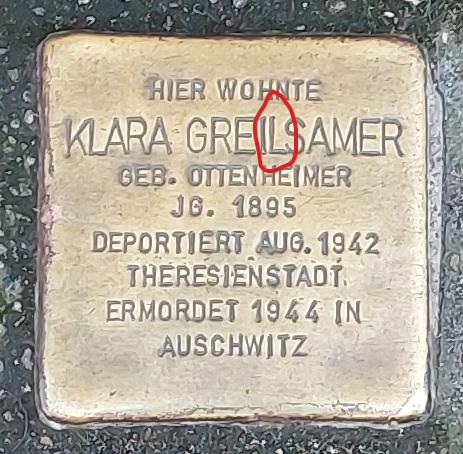 HIER WOHNTE
KLARA GREILSAMER
GEB. OTTENHEIMER
JG. 1895
DEPORTIERT AUG. 1942
THERESIENSTADT
ERMORDET 1944 IN
AUSCHWITZ